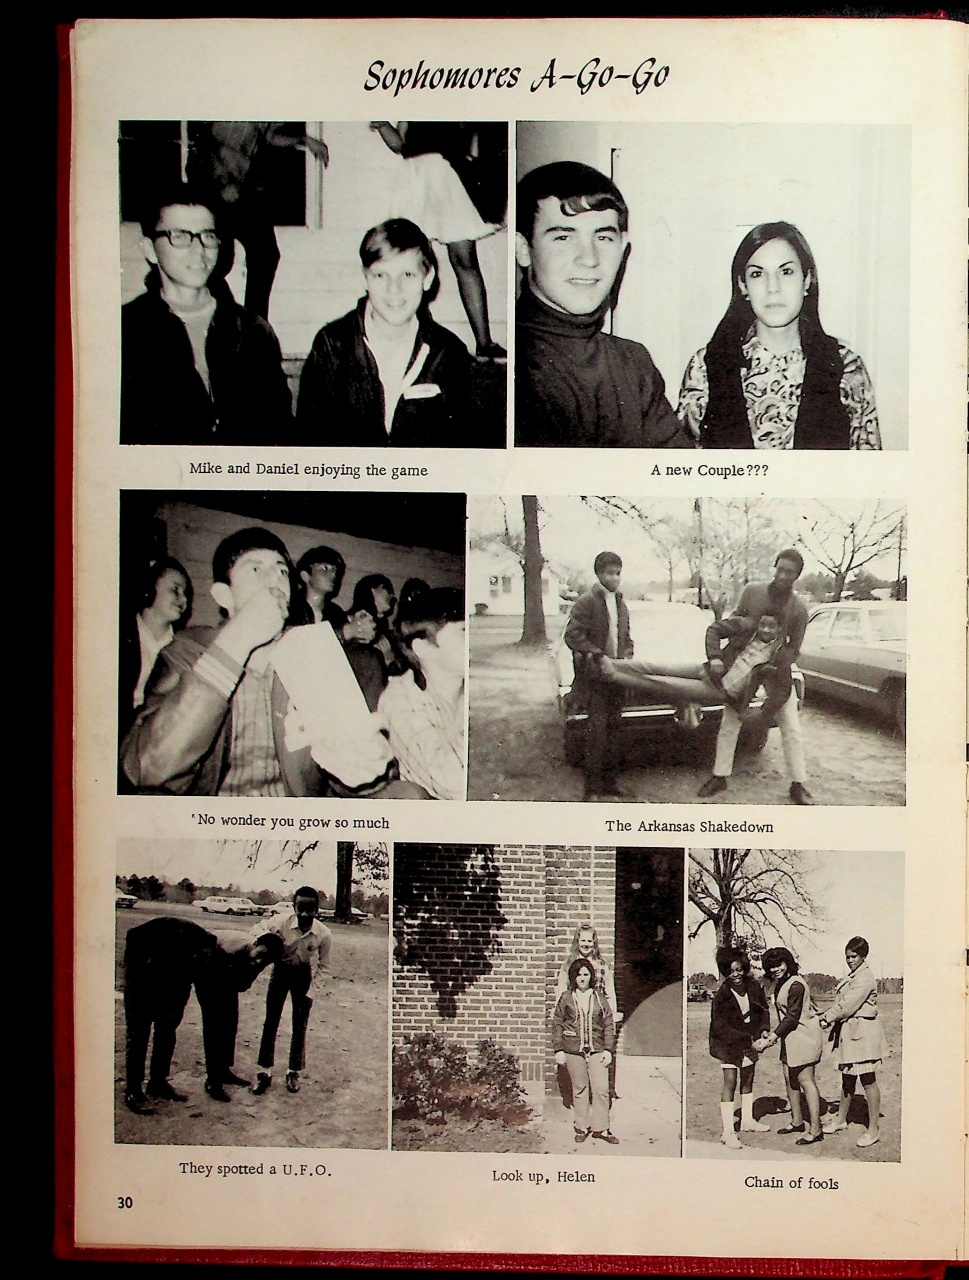 Sophomores A-Go-Go
Mike and Daniel enjoying the game
A new Couple???
'No wonder you grow so much
The Arkansas Shakedown
They spotted a U.F.O.
Look up, Helen
Chain of fools
30